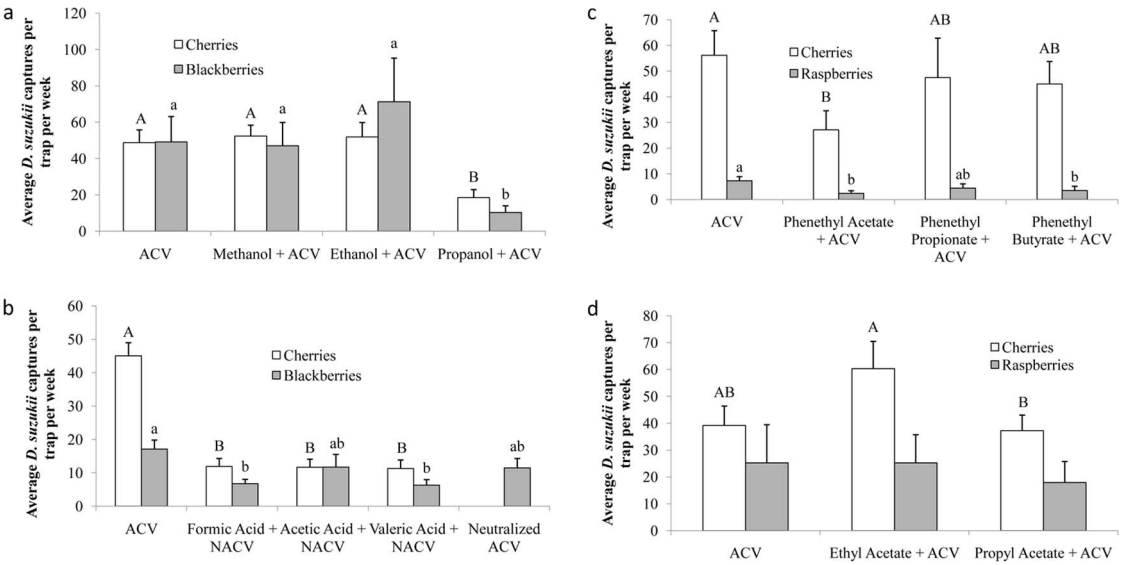 a
Average D. suzukii captures per
trap per week
120
100
80
60
40
20
0
Cherries
Blackberries
A
a
A
a
A
a
B
b
ACV
Methanol + ACV
Ethanol + ACV
Propanol + ACV
c
Average D. suzukii captures per
trap per week
70
60
50
40
30
20
10
0
Cherries
Raspberries
A
a
B
b
AB
ab
AB
b
ACV
Phenethyl Acetate
+ ACV
Phenethyl
Propionate +
ACV
Phenethyl
Butyrate + ACV
b
Average D. suzukii captures per
trap per week
60
50
40
30
20
10
0
Cherries
Blackberries
A
a
B
b
B
ab
B
b
ab
ACV
Formic Acid +
NACV
Acetic Acid +
NACV
Valeric Acid +
NACV
Neutralized
ACV
d
Average D. suzukii captures per
trap per week
80
70
60
50
40
30
20
10
0
Cherries
Raspberries
AB
A
B
ACV
Ethyl Acetate + ACV
Propyl Acetate + ACV